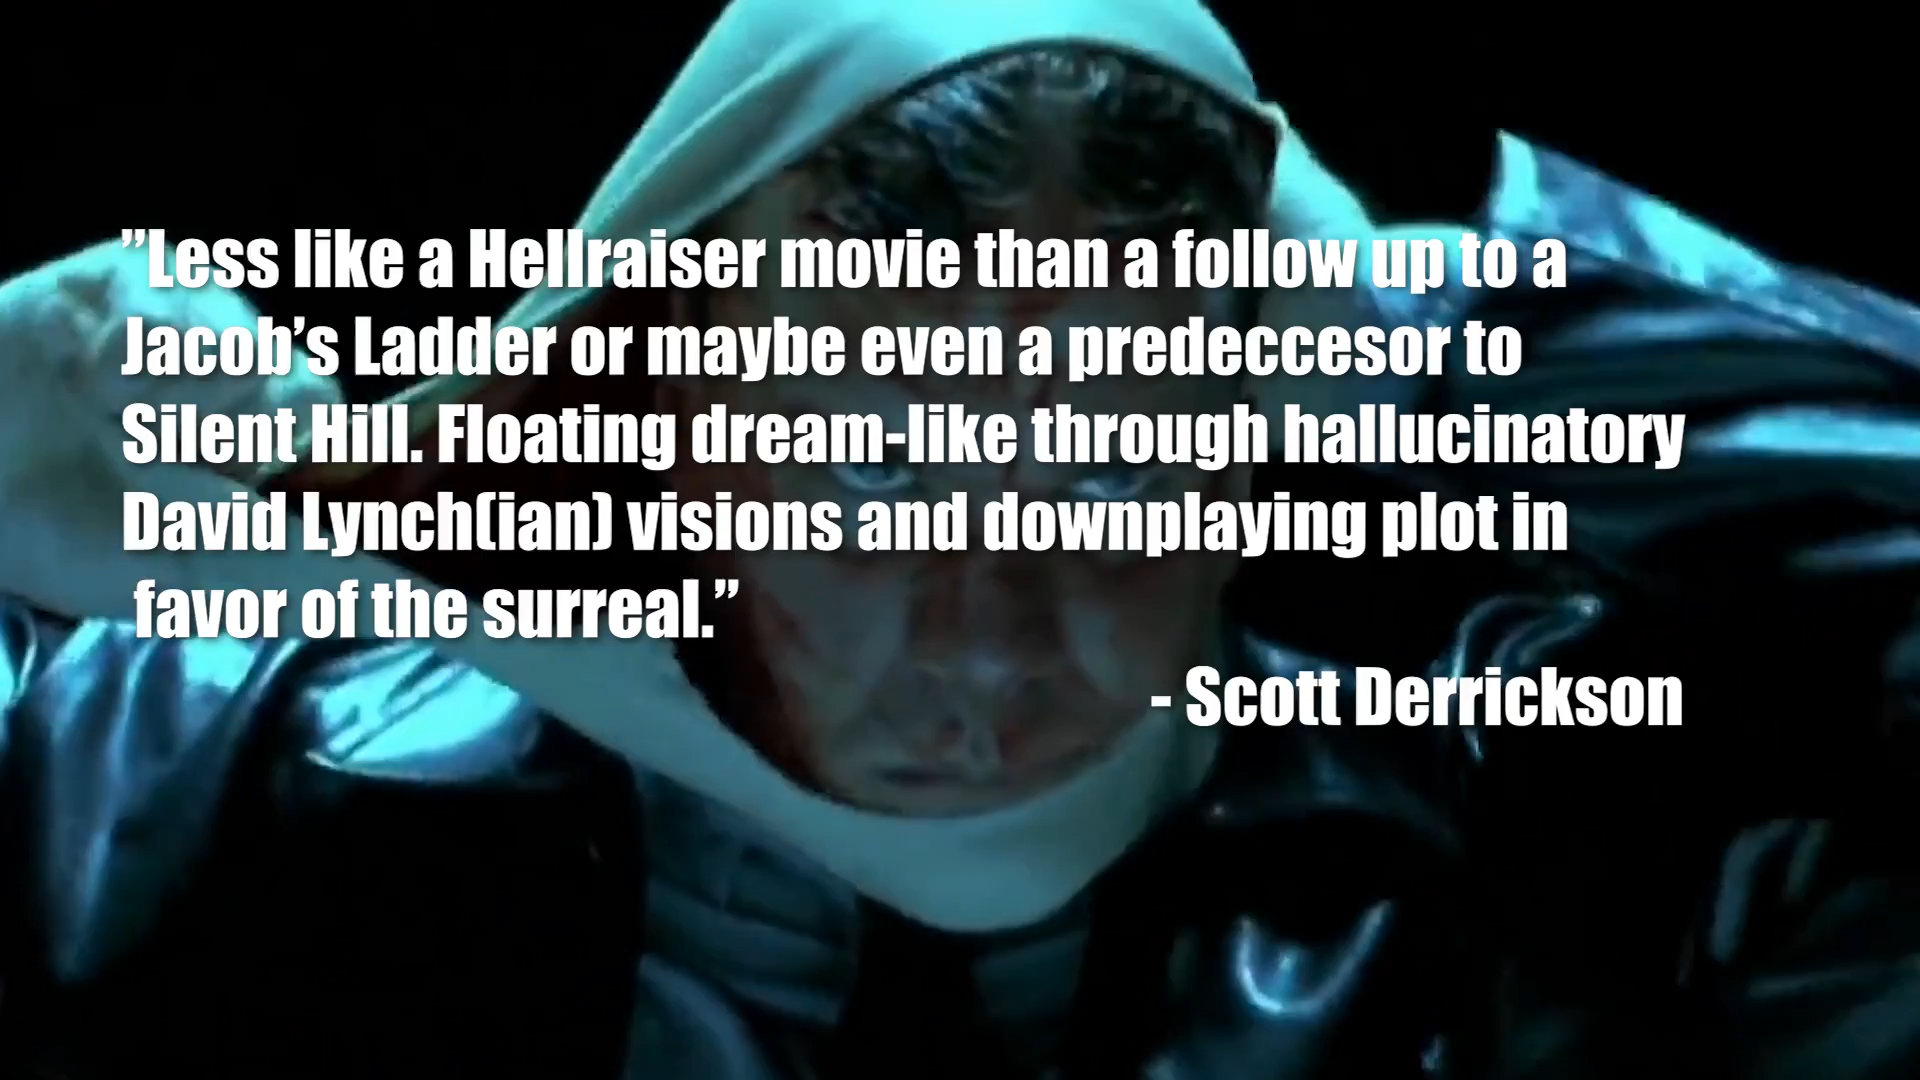 ”Less like a Hellraiser movie than a follow up to a
Jacob’s Ladder or maybe even a predeccesor to
Silent Hill. Floating dream-like through hallucinatory
David Lynch(ian) visions and downplaying plot in
favor of the surreal.”
- Scott Derrickson